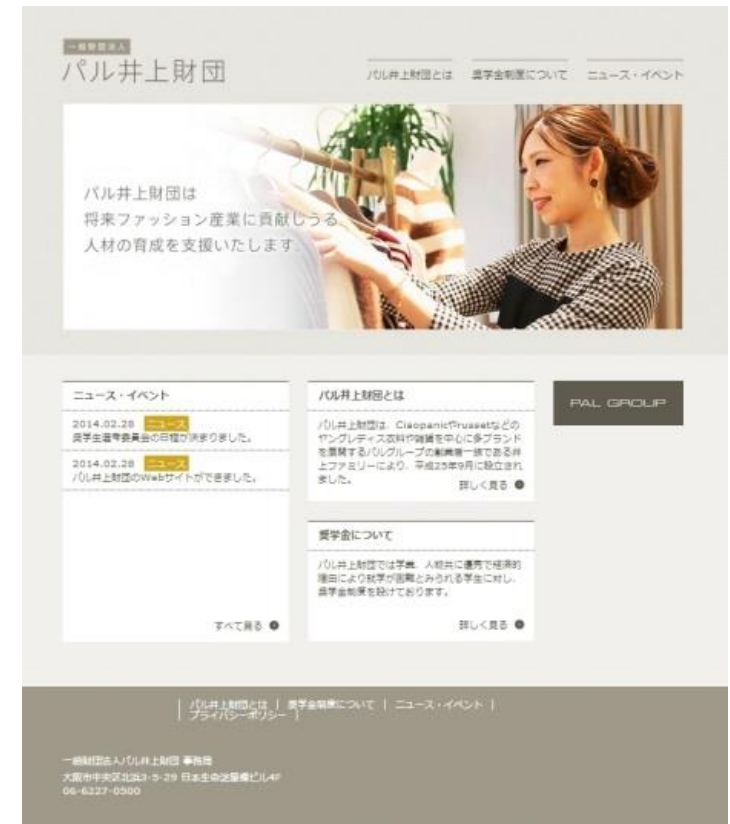 一般財団法人
パル井上財団
パル井上財団とは 奨学金制度について ニュース・イベント
パル井上財団は
将来ファッション産業に貢献しうる
人材の育成を支援いたします。
ニュース・イベント
2014.02.28 ニュース
奨学生選考委員会の日程が決まりました。
2014.02.28 ニュース
パル井上財団のWebサイトができました。
すべて見る
パル井上財団とは
パル井上財団は、Ciaopanicやrussetなどの
ヤングレディス衣料や雑貨を中心に多ブランド
を展開するパルグループの創業者一族である井
上ファミリーにより、平成25年9月に設立され
ました。
詳しく見る
奨学金について
パル井上財団では学業、人物共に優秀で経済的
理由により就学が困難とみられる学生に対し、
奨学金制度を設けております。
詳しく見る
PAL GROUP
| パル井上財団とは | 奨学金制度について | ニュース・イベント |
| プライバシーポリシー |
一般財団法人パル井上財団 事務局
大阪市中央区北浜3-5-29 日本生命淀屋橋ビル4F
06-6227-0500